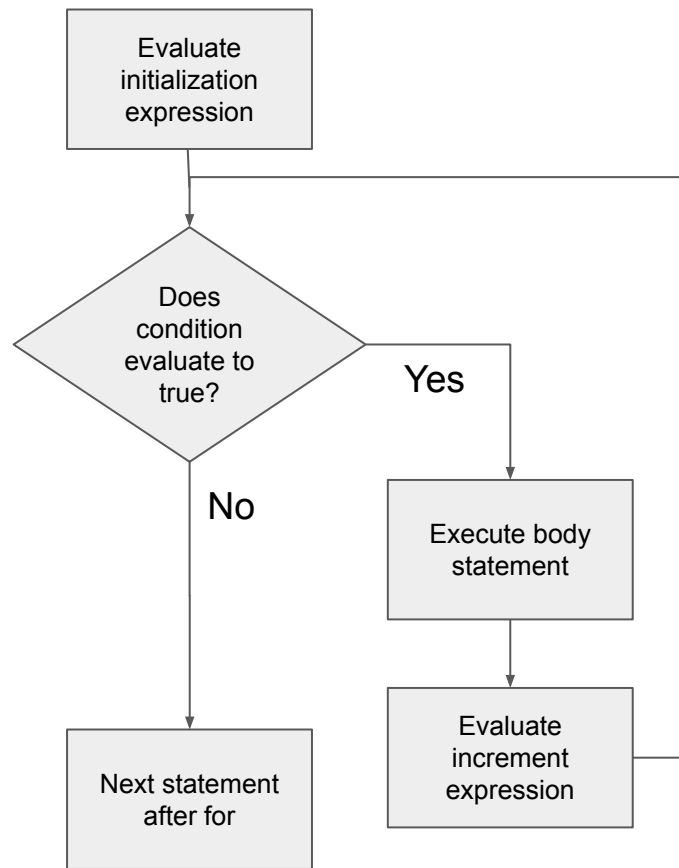 Evaluate
initialization
expression
Does
condition
evaluate to
true?
Yes
No
Execute body
statement
Evaluate
increment
expression
Next statement
after for